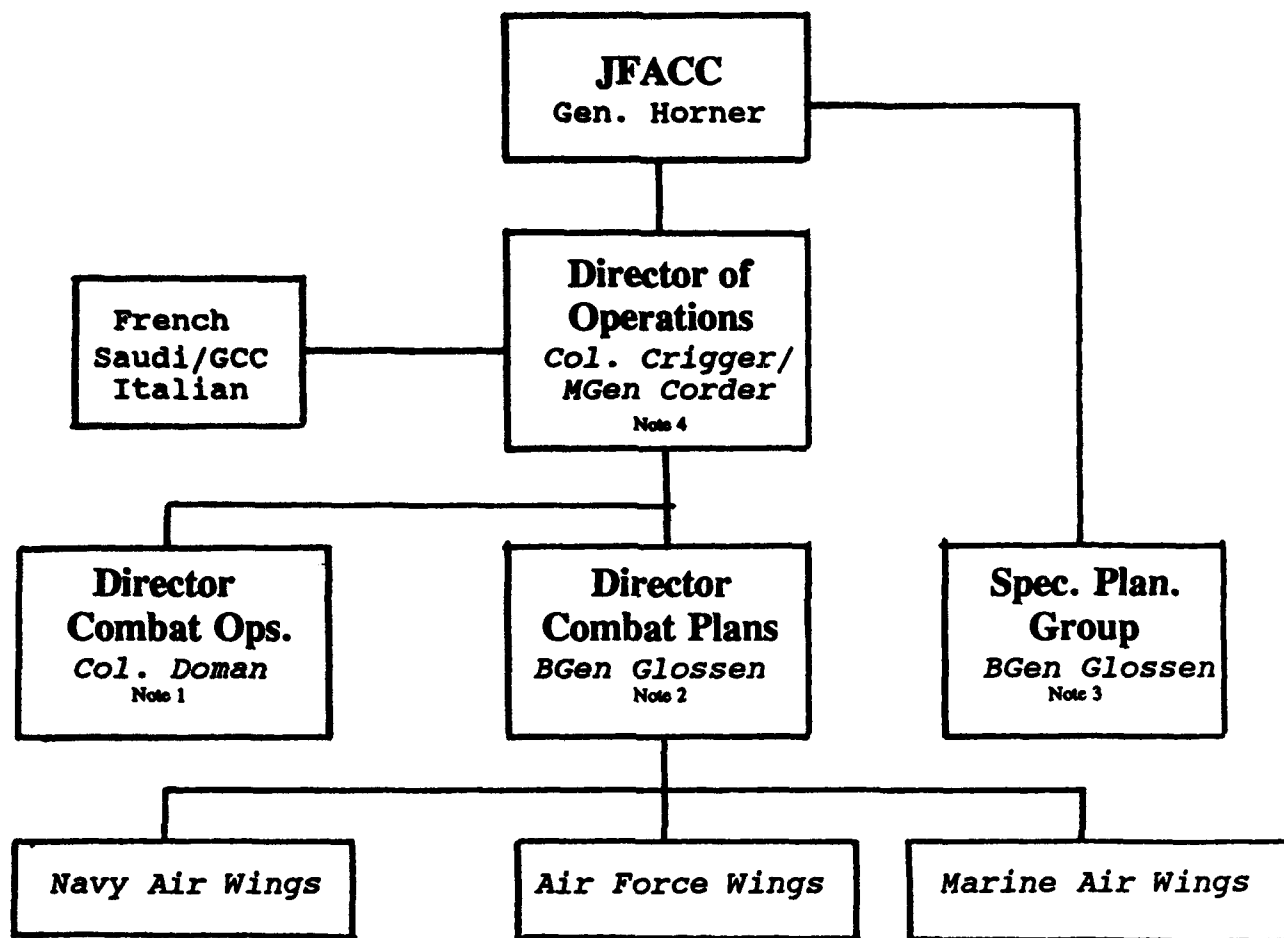 JFACC
Gen. Horner
Director of
Operations
Col. Crigger/
MGen Corder
Note 4
French
Saudi/GCC
Italian
Director
Combat Ops.
Col. Doman
Note 1
Director
Combat Plans
BGen Glossen
Note 2
Spec. Plan.
Group
BGen Glossen
Note 3
Navy Air Wings
Air Force Wings
Marine Air Wings